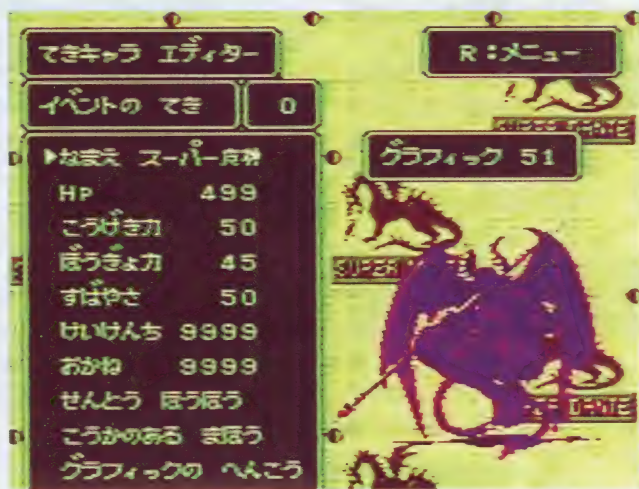 てきキャラ エディター
R:メニュー
イベントの てき 0
▶なまえ スーパー
グラフィック 51
HP 499
こうげき力 50
ぼうぎょ力 45
すばやさ 50
けいけんち 9999
おかね 9999
せんとう ほうほう
こうかのある まほう
グラフィックの へんこう
SUPER DANTE
SUPER
DANTE